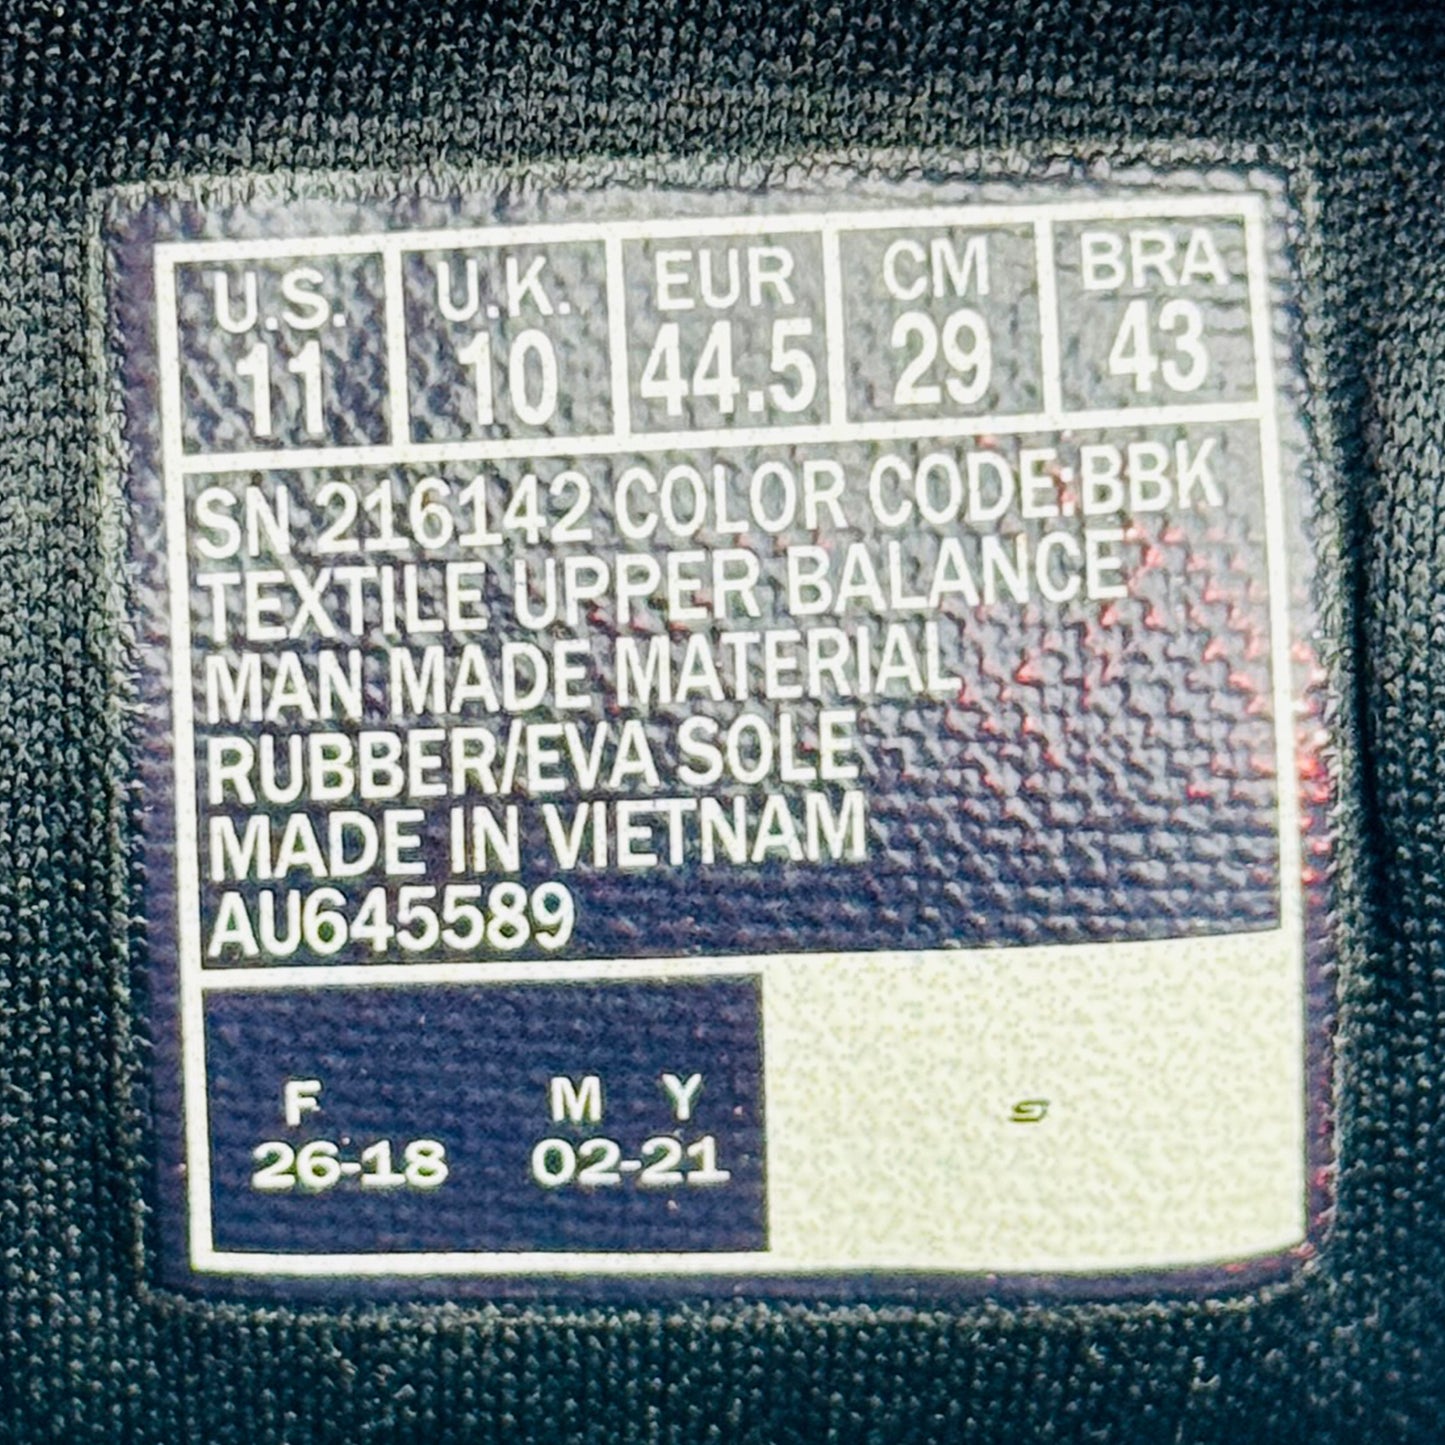 U.S. U.K. EUR CM BRA
11 10 44.5 29 43
SN 216142 COLOR CODE:BBK
TEXTILE UPPER BALANCE
MAN MADE MATERIAL
RUBBER/EVA SOLE
MADE IN VIETNAM
AU645589
F M Y
26-18 02-21